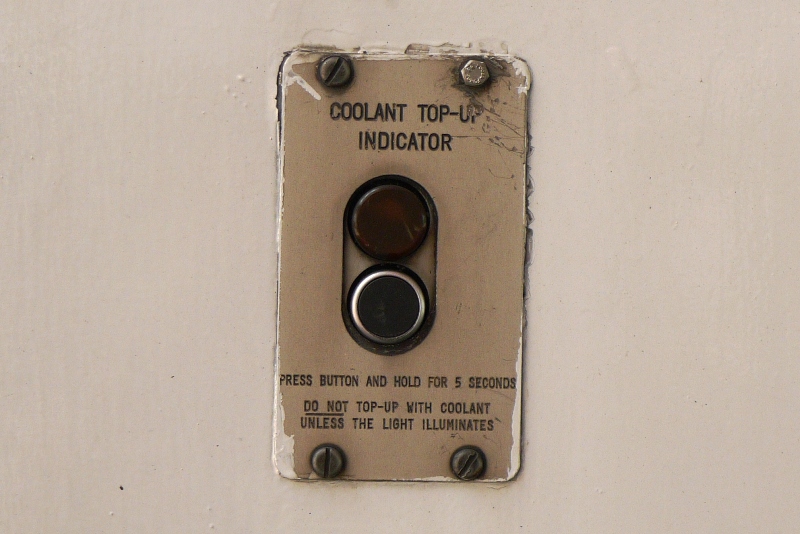 COOLANT TOP-UP
INDICATOR
PRESS BUTTON AND HOLD FOR 5 SECONDS
DO NOT TOP-UP WITH COOLANT
UNLESS THE LIGHT ILLUMINATES